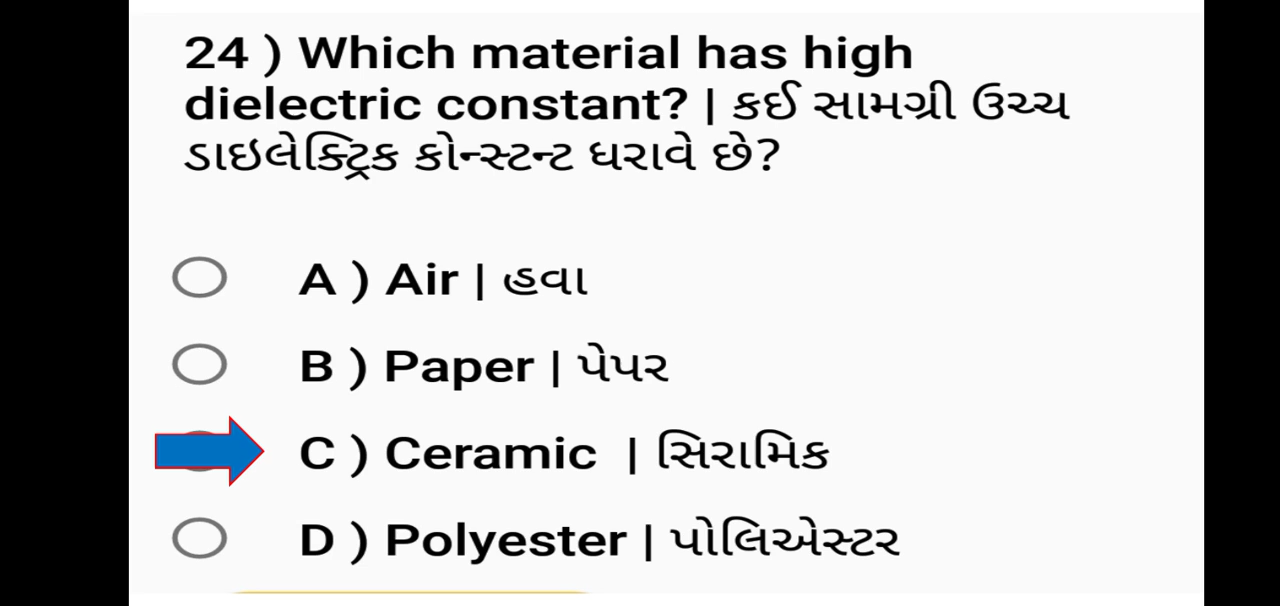 24 ) Which material has high
dielectric constant? | કઈ સામગ્રી ઉચ્ચ
ડાઇલેક્ટ્રિક કોન્સ્ટન્ટ ધરાવે છે?
A ) Air | હવા
B ) Paper | પેપર
C ) Ceramic | સિરામિક
D ) Polyester | પોલિએસ્ટર